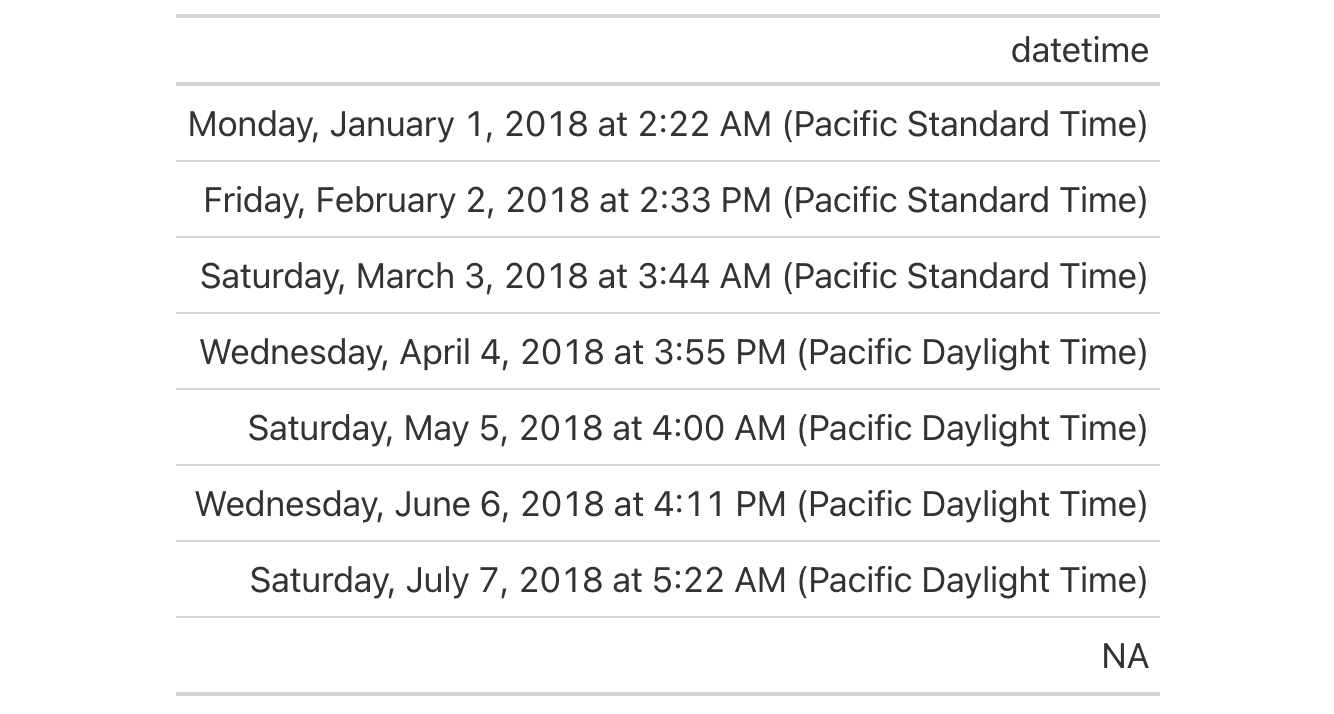 datetime
Monday, January 1, 2018 at 2:22 AM (Pacific Standard Time)
Friday, February 2, 2018 at 2:33 PM (Pacific Standard Time)
Saturday, March 3, 2018 at 3:44 AM (Pacific Standard Time)
Wednesday, April 4, 2018 at 3:55 PM (Pacific Daylight Time)
Saturday, May 5, 2018 at 4:00 AM (Pacific Daylight Time)
Wednesday, June 6, 2018 at 4:11 PM (Pacific Daylight Time)
Saturday, July 7, 2018 at 5:22 AM (Pacific Daylight Time)
NA